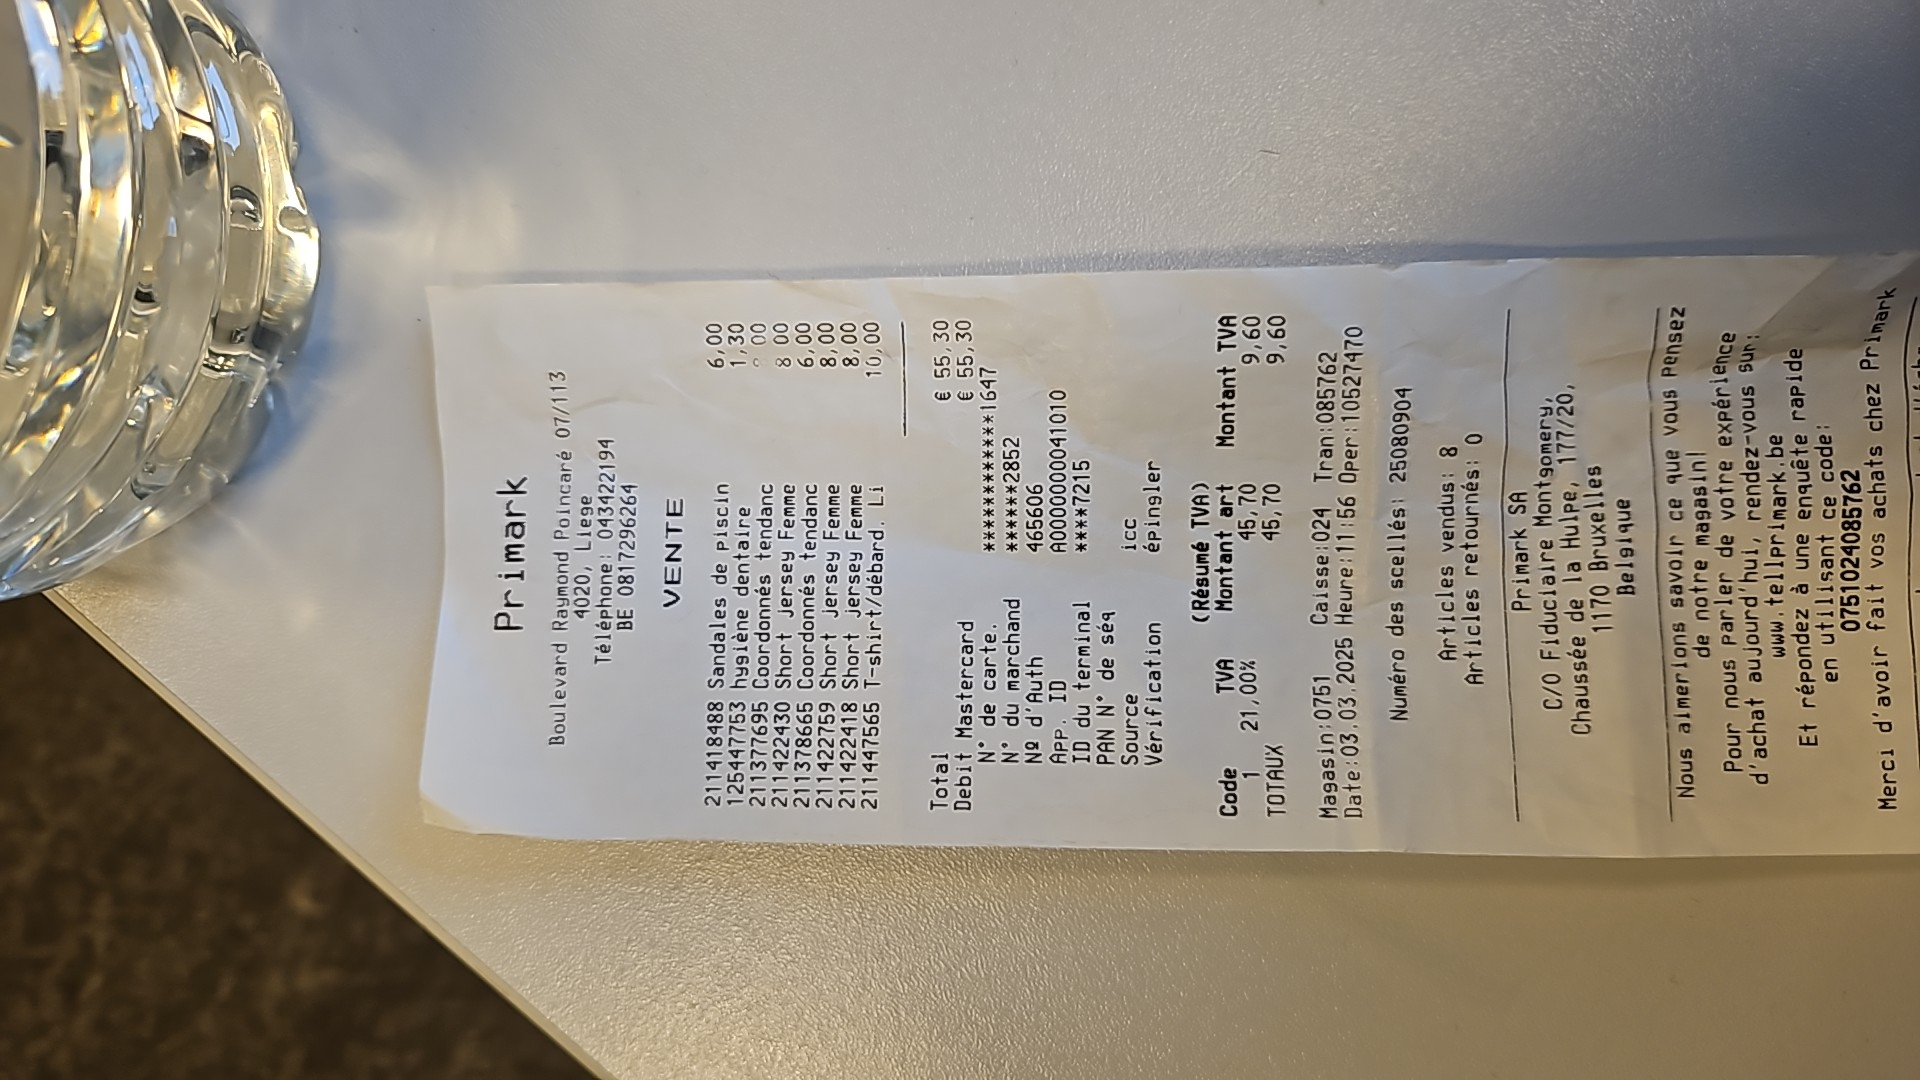 Primark
Boulevard Raymond Poincaré 07/113
4020, Liege
Téléphone: 043422194
BE 0817296264
VENTE
211418488 Sandales de piscin 6,00
125447753 hygiène dentaire 1,30
211377695 Coordonnés tendanc
211422430 Short jersey Femme 8,00
211378665 Coordonnés tendanc 6,00
211422759 Short jersey Femme 8,00
211422418 Short jersey Femme 8,00
211447565 T-shirt/débard. Li 10,00
Total € 55,30
Debit Mastercard € 55,30
N° de carte. ************1647
N° du marchand ******2852
Nº d'Auth 465606
APP. ID A0000000041010
ID du terminal ****7215
PAN N° de séq
Source icc
Vérification épingler
(Résumé TVA)
Code TVA Montant art Montant TVA
1 21,00% 45,70 9,60
TOTAUX 45,70 9,60
Magasin:0751 Caisse:024 Tran:085762
Date:03.03.2025 Heure:11:56 Oper:10527470
Numéro des scellés: 25080904
Articles vendus: 8
Articles retournés: 0
Primark SA
C/O Fiduciaire Montgomery,
Chaussée de la Hulpe, 177/20,
1170 Bruxelles
Belgique
Nous aimerions savoir ce que vous Pensez
de notre magasin!
Pour nous parler de votre expérience
d'achat aujourd'hui, rendez-vous sur:
www.tellprimark.be
Et répondez à une enquête rapide
en utilisant ce code:
075102408５762
Merci d'avoir fait vos achats chez Primark